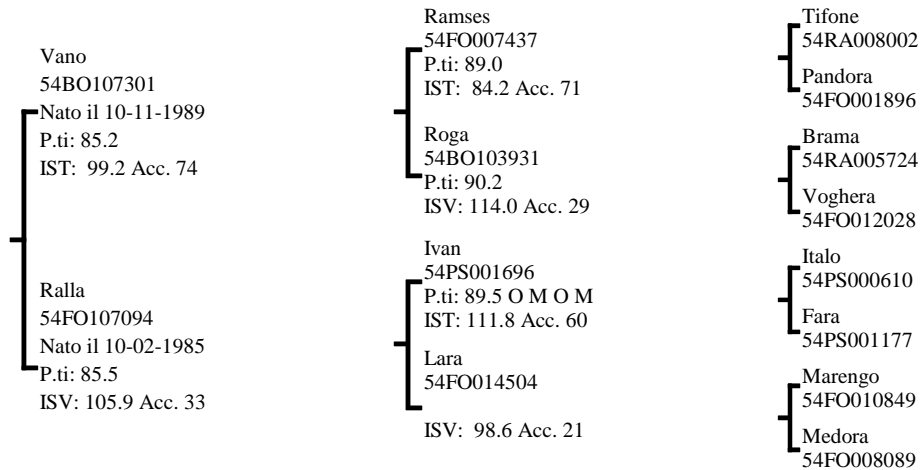 Vano
54BO107301
Nato il 10-11-1989
P.ti: 85.2
IST:  99.2 Acc. 74
Ralla
54FO107094
Nato il 10-02-1985
P.ti: 85.5
ISV: 105.9 Acc. 33
Ramses
54FO007437
P.ti: 89.0
IST:  84.2 Acc. 71
Roga
54BO103931
P.ti: 90.2
ISV: 114.0 Acc. 29
Ivan
54PS001696
P.ti: 89.5 O M O M
IST: 111.8 Acc. 60
Lara
54FO014504
ISV:  98.6 Acc. 21
Tifone
54RA008002
Pandora
54FO001896
Brama
54RA005724
Voghera
54FO012028
Italo
54PS000610
Fara
54PS001177
Marengo
54FO010849
Medora
54FO008089